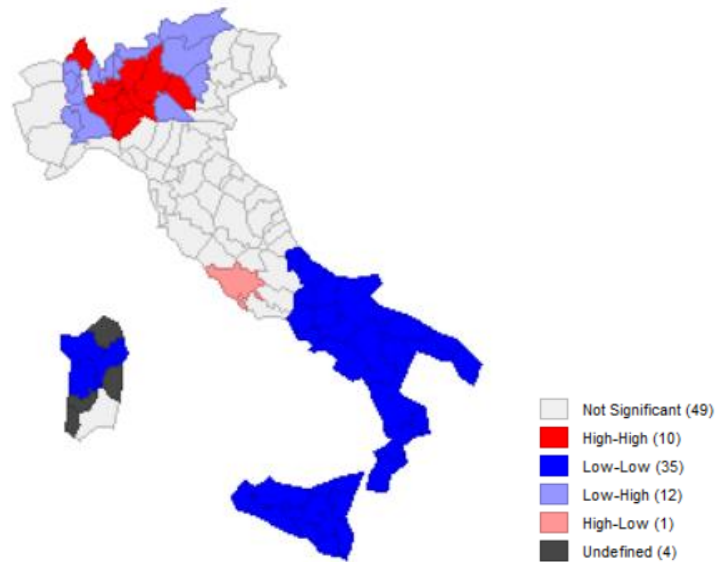 Not Significant (49)
High-High (10)
Low-Low (35)
Low-High (12)
High-Low (1)
Undefined (4)